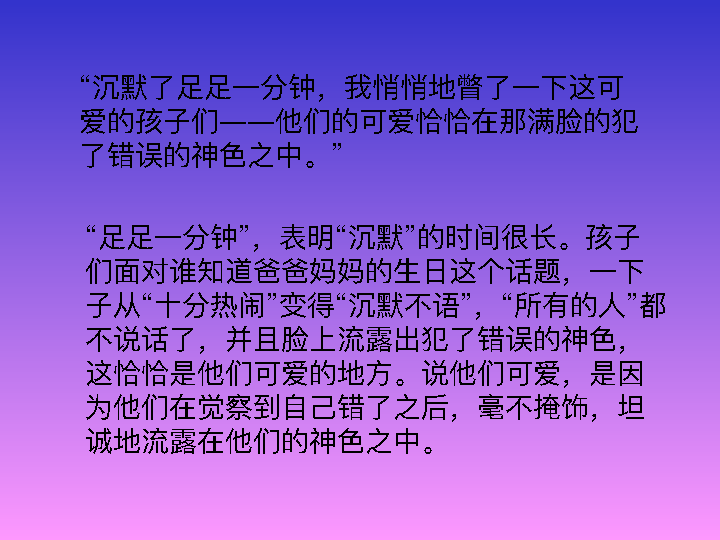 “沉默了足足一分钟，我悄悄地瞥了一下这可
爱的孩子们——他们的可爱恰恰在那满脸的犯
了错误的神色之中。”
“足足一分钟”，表明“沉默”的时间很长。孩子
们面对谁知道爸爸妈妈的生日这个话题，一下
子从“十分热闹”变得“沉默不语”，“所有的人”都
不说话了，并且脸上流露出犯了错误的神色，
这恰恰是他们可爱的地方。说他们可爱，是因
为他们在觉察到自己错了之后，毫不掩饰，坦
诚地流露在他们的神色之中。